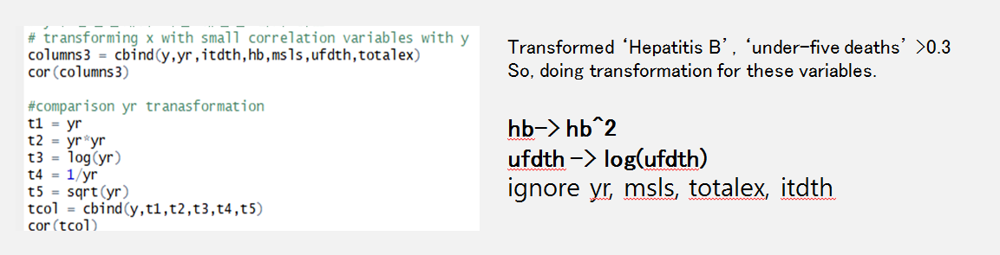 # transforming x with small correlation variables with y
columns3 = cbind(y,yr,itdth,hb,msls,ufdth,totalex)
cor(columns3)
#comparison yr tranasformation
t1 = yr
t2 = yr*yr
t3 = log(yr)
t4 = 1/yr
t5 = sqrt(yr)
tcol = cbind(y,t1,t2,t3,t4,t5)
cor(tcol)
Transformed ‘Hepatitis B’, ‘under-five deaths’ >0.3
So, doing transformation for these variables.
hb-> hb^2
ufdth -> log(ufdth)
ignore yr, msls, totalex, itdth